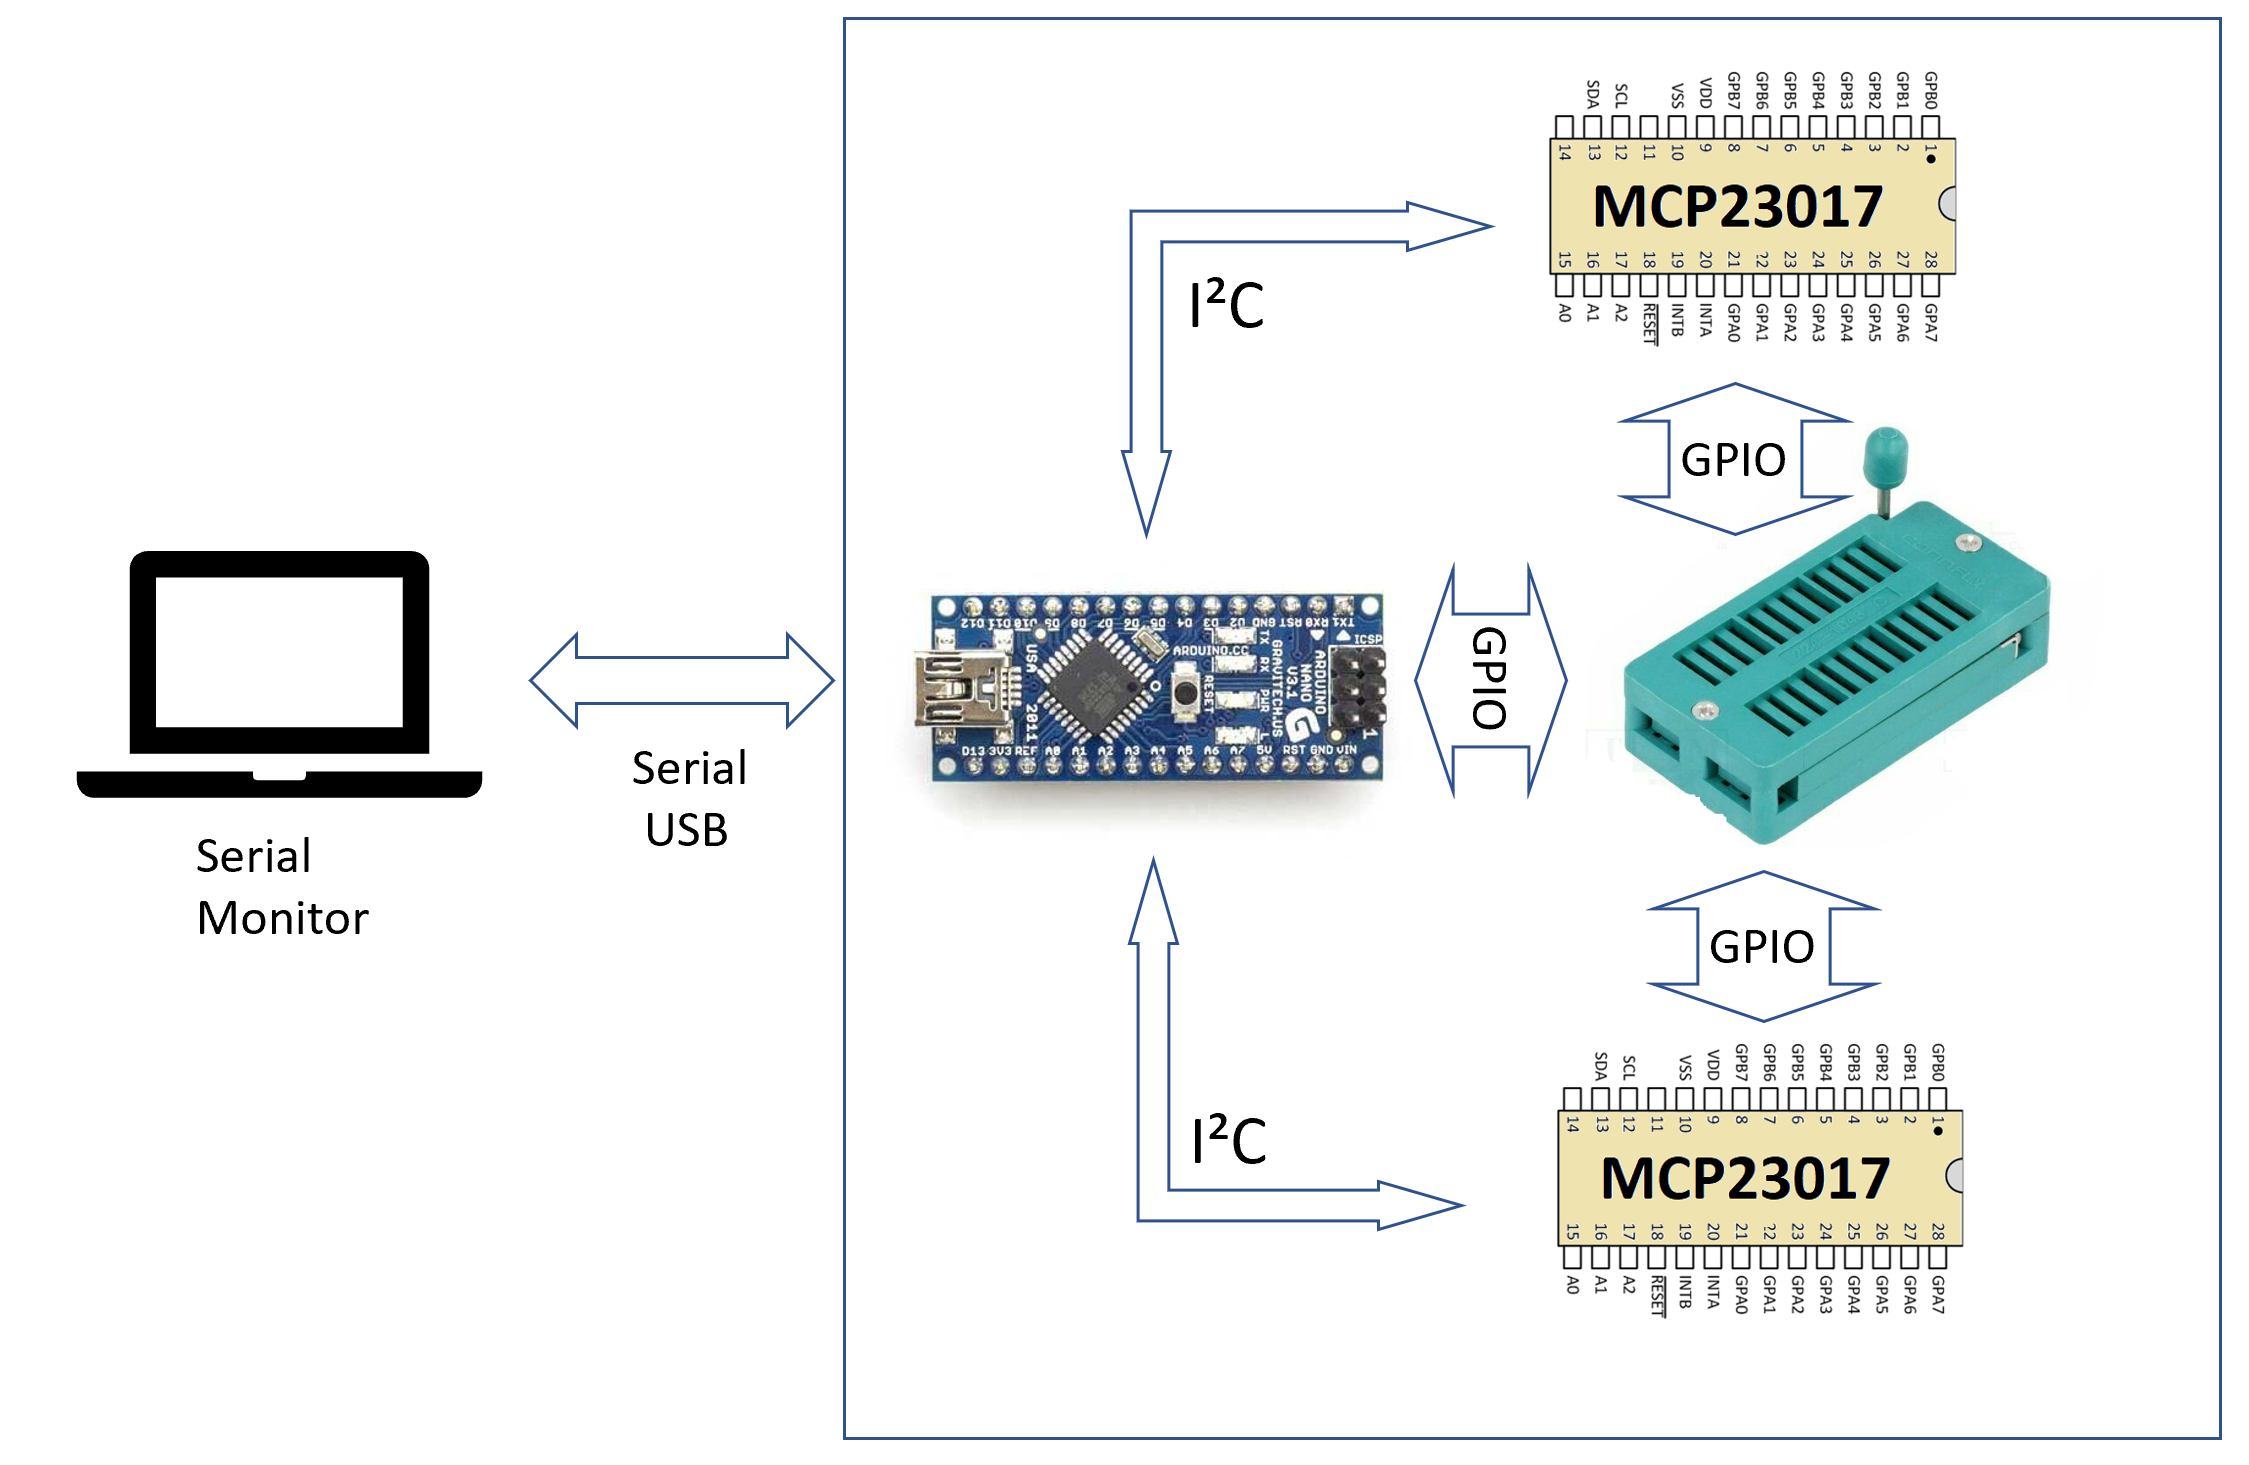 SDA SCL VSS VDD GPB7 GPB6 GPB5 GPB4 GPB3 GPB2 GPB1 GPB0
14 13 12 11 10 9 8 7 6 5 4 3 2 1
MCP23017
15 16 17 18 19 20 21 22 23 24 25 26 27 28
A0 A1 A2 RESET INTB INTA GPA0 GPA1 GPA2 GPA3 GPA4 GPA5 GPA6 GPA7
I²C
GPIO
D12 D11 D10 D9 D8 D7 D6 D5 D4 D3 D2 GND RST RX0 TX1
ICSP
ARDUINO.CC
TX
RX
PWR
L
RESET
USA
2011
GRAVITECH.US
ARDUINO
NANO
V3.1
1
D13 3V3 REF A0 A1 A2 A3 A4 A5 A6 A7 5V RST GND VIN
GPIO
Serial
USB
Serial
Monitor
GPIO
SDA SCL VSS VDD GPB7 GPB6 GPB5 GPB4 GPB3 GPB2 GPB1 GPB0
14 13 12 11 10 9 8 7 6 5 4 3 2 1
I²C
MCP23017
15 16 17 18 19 20 21 22 23 24 25 26 27 28
A0 A1 A2 RESET INTB INTA GPA0 GPA1 GPA2 GPA3 GPA4 GPA5 GPA6 GPA7